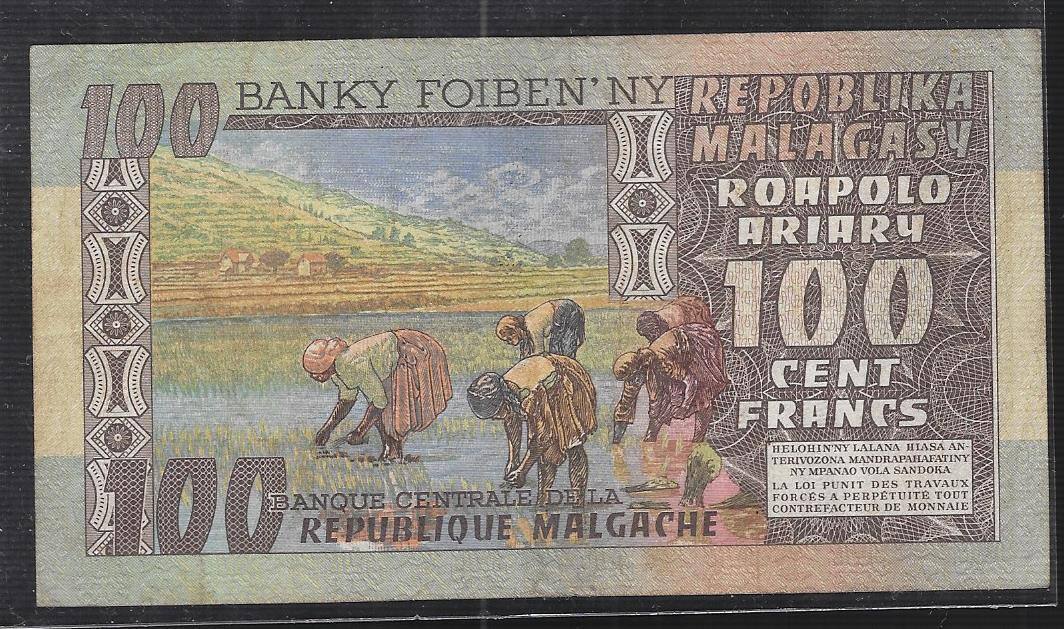 100
BANKY FOIBEN'NY
REPOBLIKA
MALAGASY
ROAPOLO
ARIARY
100
CENT
FRANCS
HELOHIN'NY LALANA HIASA AN-
TERIVOZONA MANDRAPAHAFATINY
NY MPANAO VOLA SANDOKA
LA LOI PUNIT DES TRAVAUX
FORCÉS A PERPÉTUITÉ TOUT
CONTREFACTEUR DE MONNAIE
100
BANQUE CENTRALE DE LA
REPUBLIQUE MALGACHE